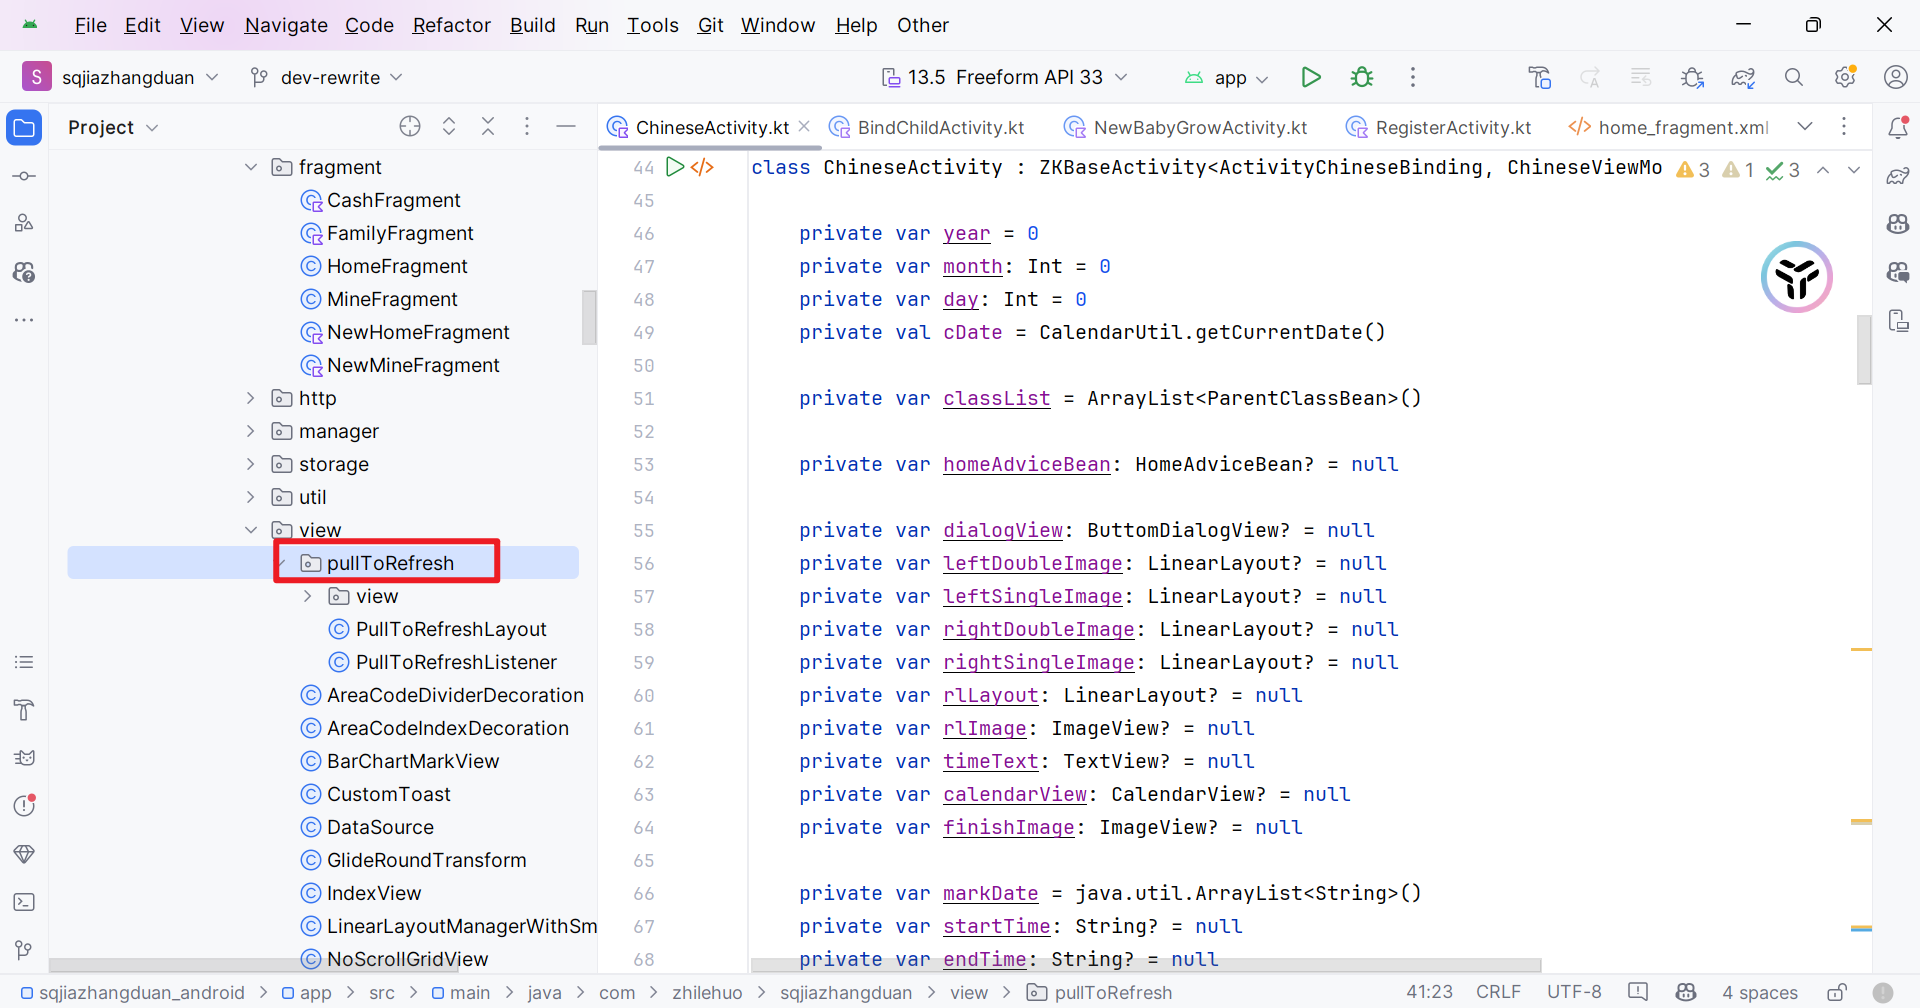 File Edit View Navigate Code Refactor Build Run Tools Git Window Help Other
S sqjiazhangduan dev-rewrite 13.5 Freeform API 33 app
Project
ChineseActivity.kt BindChildActivity.kt NewBabyGrowActivity.kt RegisterActivity.kt home_fragment.xml
fragment
CashFragment
FamilyFragment
HomeFragment
MineFragment
NewHomeFragment
NewMineFragment
http
manager
storage
util
view
pullToRefresh
view
PullToRefreshLayout
PullToRefreshListener
AreaCodeDividerDecoration
AreaCodeIndexDecoration
BarChartMarkView
CustomToast
DataSource
GlideRoundTransform
IndexView
LinearLayoutManagerWithSm
NoScrollGridView
44 class ChineseActivity : ZKBaseActivity<ActivityChineseBinding, ChineseViewMo 3 1 3
45
46 private var year = 0
47 private var month: Int = 0
48 private var day: Int = 0
49 private val cDate = CalendarUtil.getCurrentDate()
50
51 private var classList = ArrayList<ParentClassBean>()
52
53 private var homeAdviceBean: HomeAdviceBean? = null
54
55 private var dialogView: ButtomDialogView? = null
56 private var leftDoubleImage: LinearLayout? = null
57 private var leftSingleImage: LinearLayout? = null
58 private var rightDoubleImage: LinearLayout? = null
59 private var rightSingleImage: LinearLayout? = null
60 private var rlLayout: LinearLayout? = null
61 private var rlImage: ImageView? = null
62 private var timeText: TextView? = null
63 private var calendarView: CalendarView? = null
64 private var finishImage: ImageView? = null
65
66 private var markDate = java.util.ArrayList<String>()
67 private var startTime: String? = null
68 private var endTime: String? = null
sqjiazhangduan_android > app > src > main > java > com > zhilehuo > sqjiazhangduan > view > pullToRefresh 41:23 CRLF UTF-8 4 spaces